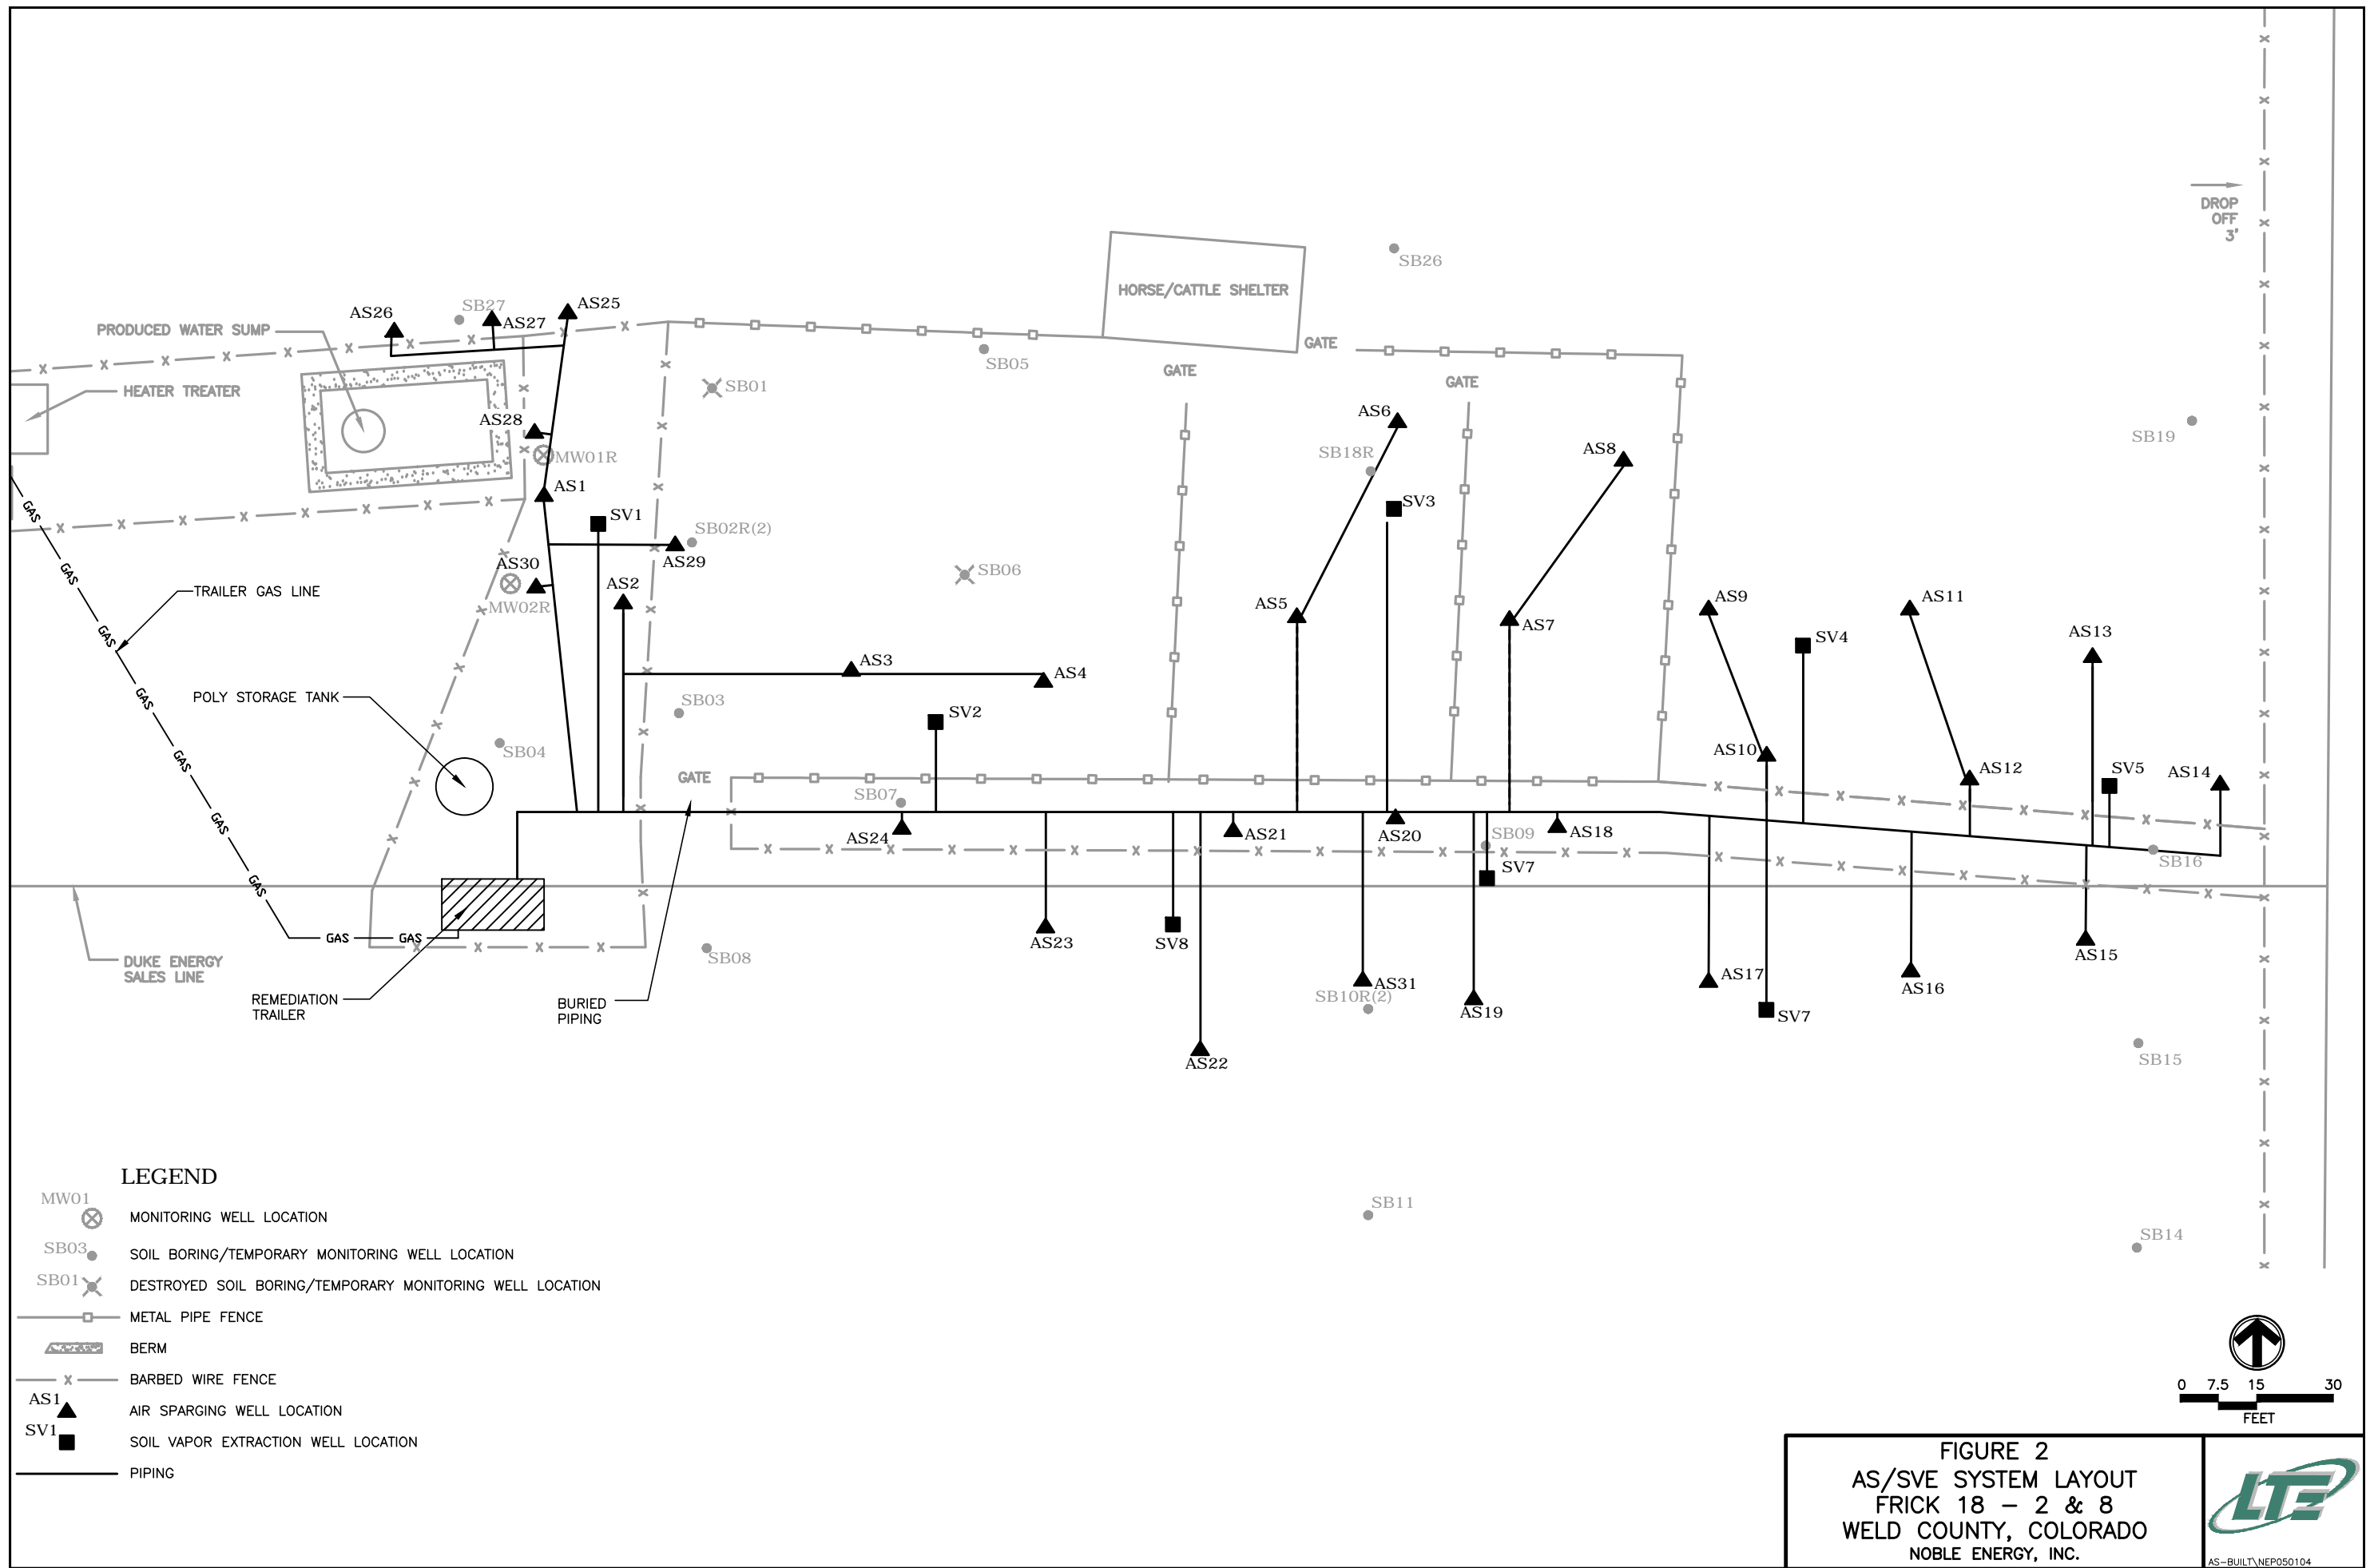 DROP
OFF
3'
SB26
HORSE/CATTLE SHELTER
SB27
AS25
AS26
AS27
PRODUCED WATER SUMP
GATE
SB05
GATE
GATE
SB01
HEATER TREATER
AS28
AS6
SB19
MW01R
SB18R
AS8
AS1
SV3
SV1
SB02R(2)
GAS
AS29
AS30
SB06
GAS
AS2
MW02R
TRAILER GAS LINE
AS5
AS7
AS9
AS11
GAS
SV4
AS13
AS3
AS4
POLY STORAGE TANK
GAS
SB03
SV2
SB04
AS10
GAS
GATE
AS12
SV5
AS14
SB07
GAS
AS24
AS21
AS20
SB09
AS18
SB16
SV7
GAS
GAS
GAS
AS23
SV8
AS15
SB08
DUKE ENERGY
SALES LINE
AS17
AS31
AS16
SB10R(2)
REMEDIATION
TRAILER
BURIED
PIPING
AS19
SV7
AS22
SB15
SB11
SB14
LEGEND
MW01
MONITORING WELL LOCATION
SB03
SOIL BORING/TEMPORARY MONITORING WELL LOCATION
SB01
DESTROYED SOIL BORING/TEMPORARY MONITORING WELL LOCATION
METAL PIPE FENCE
BERM
X BARBED WIRE FENCE
AS1
AIR SPARGING WELL LOCATION
SV1
SOIL VAPOR EXTRACTION WELL LOCATION
PIPING
0 7.5 15 30
FEET
FIGURE 2
AS/SVE SYSTEM LAYOUT
FRICK 18 - 2 & 8
WELD COUNTY, COLORADO
NOBLE ENERGY, INC.
LTE
AS-BUILT\NEP050104